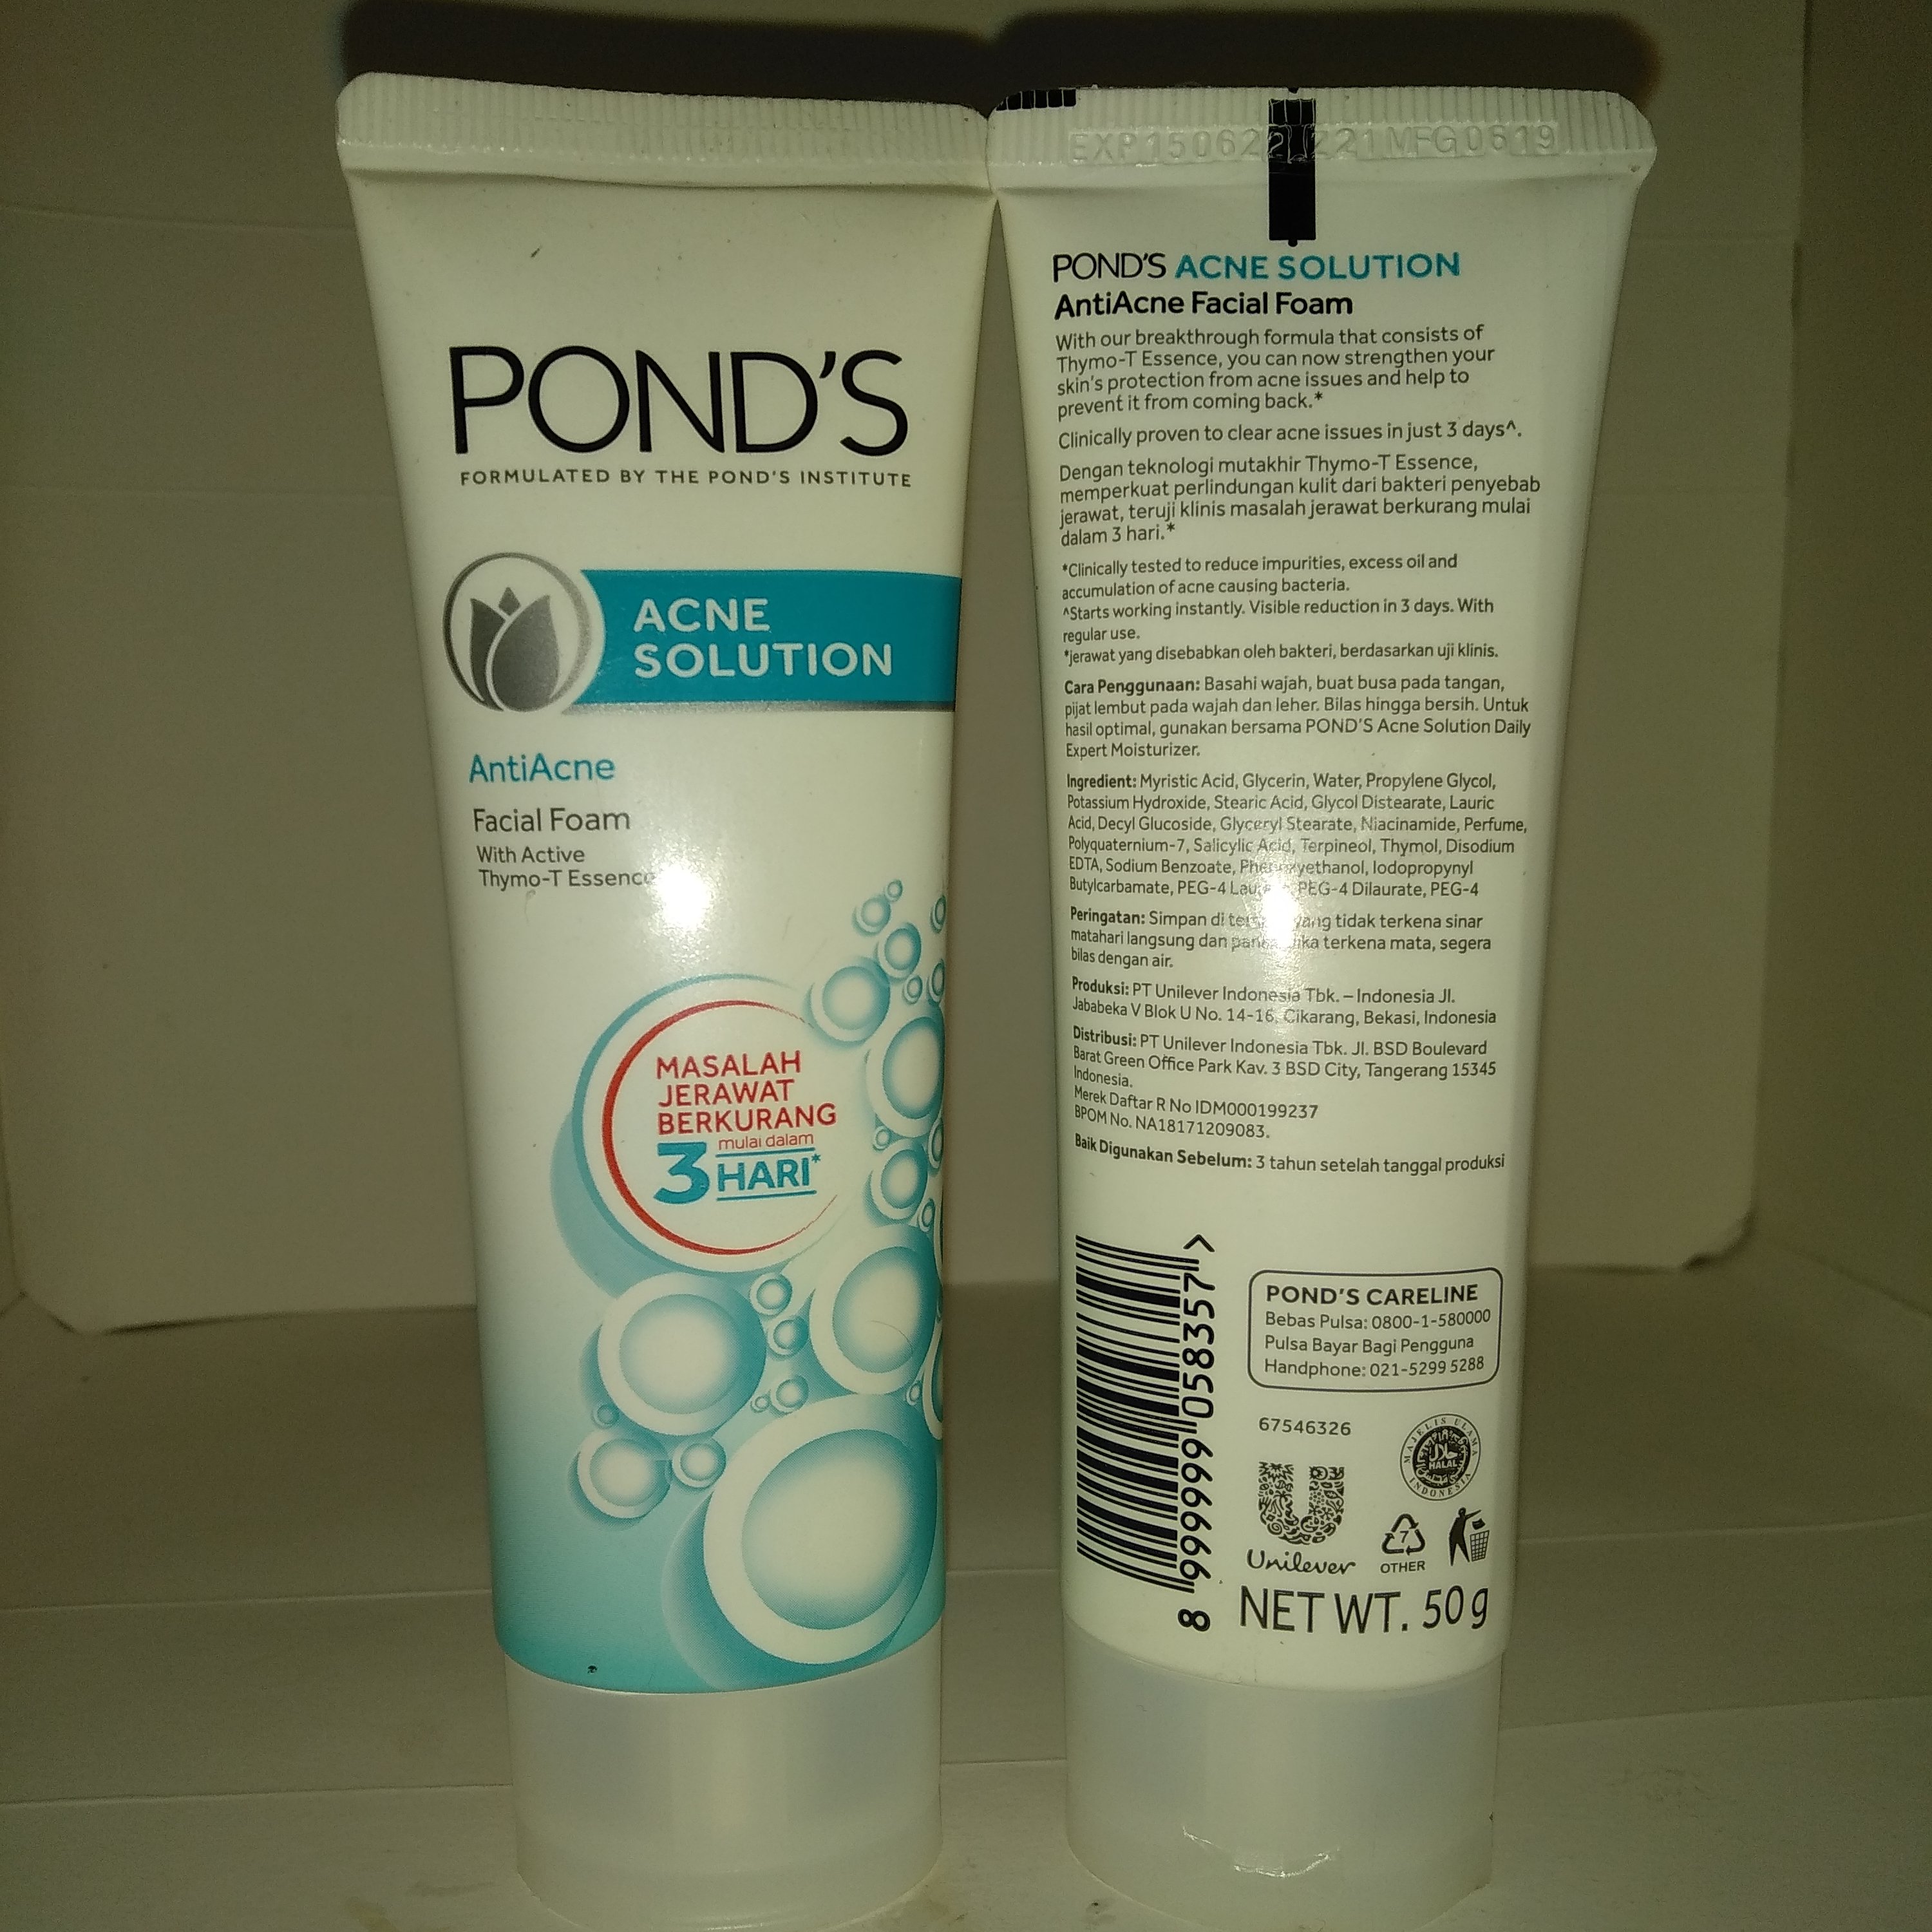 POND'S
FORMULATED BY THE POND'S INSTITUTE
ACNE
SOLUTION
AntiAcne
Facial Foam
With Active
Thymo-T Essence
MASALAH
JERAWAT
BERKURANG
mulai dalam
3 HARI*
EXP150622 Z21MFG0619
POND'S ACNE SOLUTION
AntiAcne Facial Foam
With our breakthrough formula that consists of
Thymo-T Essence, you can now strengthen your
skin's protection from acne issues and help to
prevent it from coming back.*
Clinically proven to clear acne issues in just 3 days^.
Dengan teknologi mutakhir Thymo-T Essence,
memperkuat perlindungan kulit dari bakteri penyebab
jerawat, teruji klinis masalah jerawat berkurang mulai
dalam 3 hari.*
*Clinically tested to reduce impurities, excess oil and
accumulation of acne causing bacteria.
^Starts working instantly. Visible reduction in 3 days. With
regular use.
*jerawat yang disebabkan oleh bakteri, berdasarkan uji klinis.
Cara Penggunaan: Basahi wajah, buat busa pada tangan,
pijat lembut pada wajah dan leher. Bilas hingga bersih. Untuk
hasil optimal, gunakan bersama POND'S Acne Solution Daily
Expert Moisturizer.
Ingredient: Myristic Acid, Glycerin, Water, Propylene Glycol,
Potassium Hydroxide, Stearic Acid, Glycol Distearate, Lauric
Acid, Decyl Glucoside, Glyceryl Stearate, Niacinamide, Perfume,
Polyquaternium-7, Salicylic Acid, Terpineol, Thymol, Disodium
EDTA, Sodium Benzoate, Phenoxyethanol, Iodopropynyl
Butylcarbamate, PEG-4 PEG-4 Dilaurate, PEG-4
Peringatan: Simpan di yang tidak terkena sinar
matahari langsung dan terkena mata, segera
bilas dengan air.
Produksi: PT Unilever Indonesia Tbk. – Indonesia Jl.
Jababeka V Blok U No. 14-16, Cikarang, Bekasi, Indonesia
Distribusi: PT Unilever Indonesia Tbk. Jl. BSD Boulevard
Barat Green Office Park Kav. 3 BSD City, Tangerang 15345
Indonesia.
Merek Daftar R No IDM000199237
BPOM No. NA18171209083.
Baik Digunakan Sebelum: 3 tahun setelah tanggal produksi
8 999999 058357 >
POND'S CARELINE
Bebas Pulsa: 0800-1-580000
Pulsa Bayar Bagi Pengguna
Handphone: 021-5299 5288
67546326
MAJELIS ULAMA INDONESIA
حلال
HALAL
Unilever
7
OTHER
NET WT. 50 g